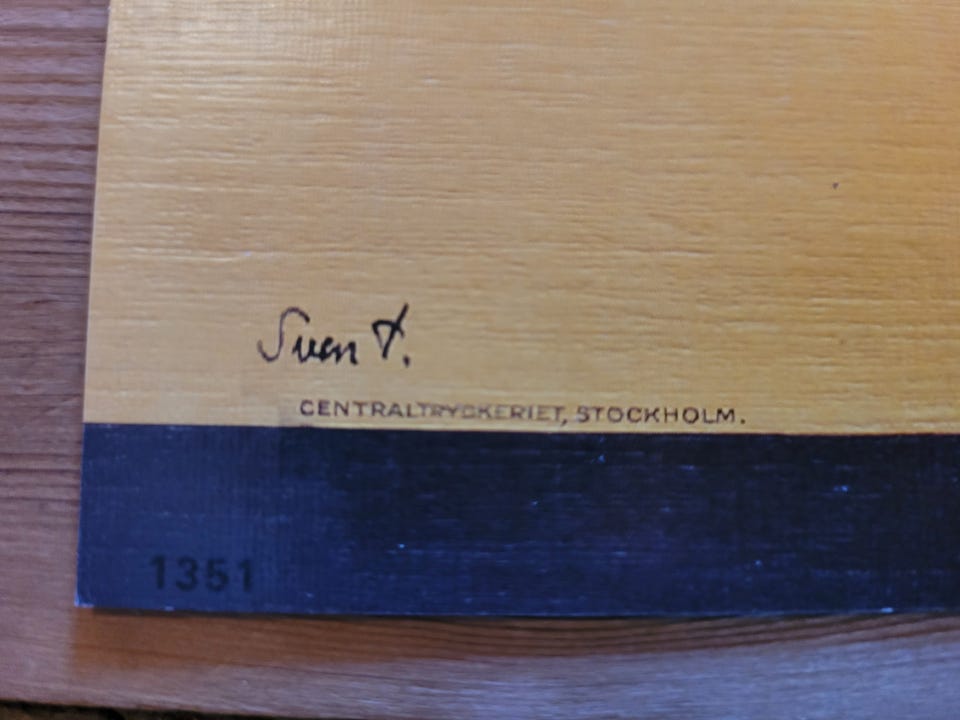 Sven T.
CENTRALTRYCKERIET, STOCKHOLM.
1351